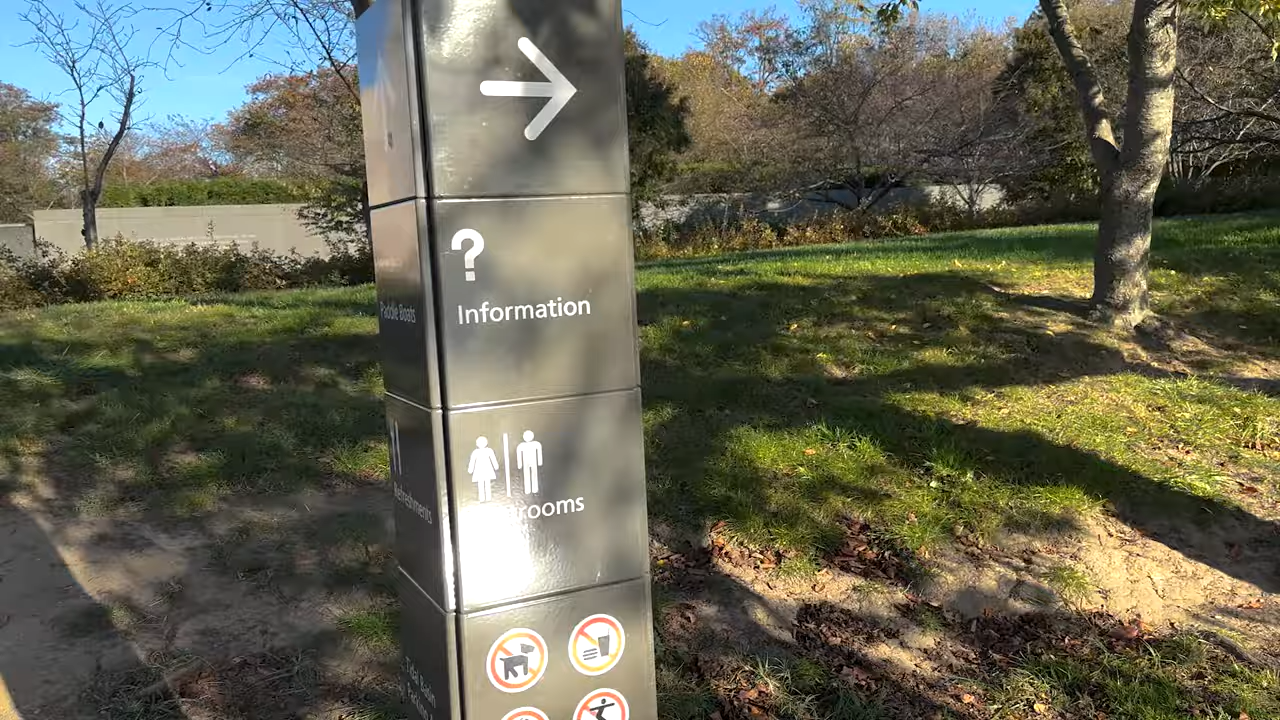 ?
Information
rooms
Paddle Boats
Refreshments
Tidal Basin